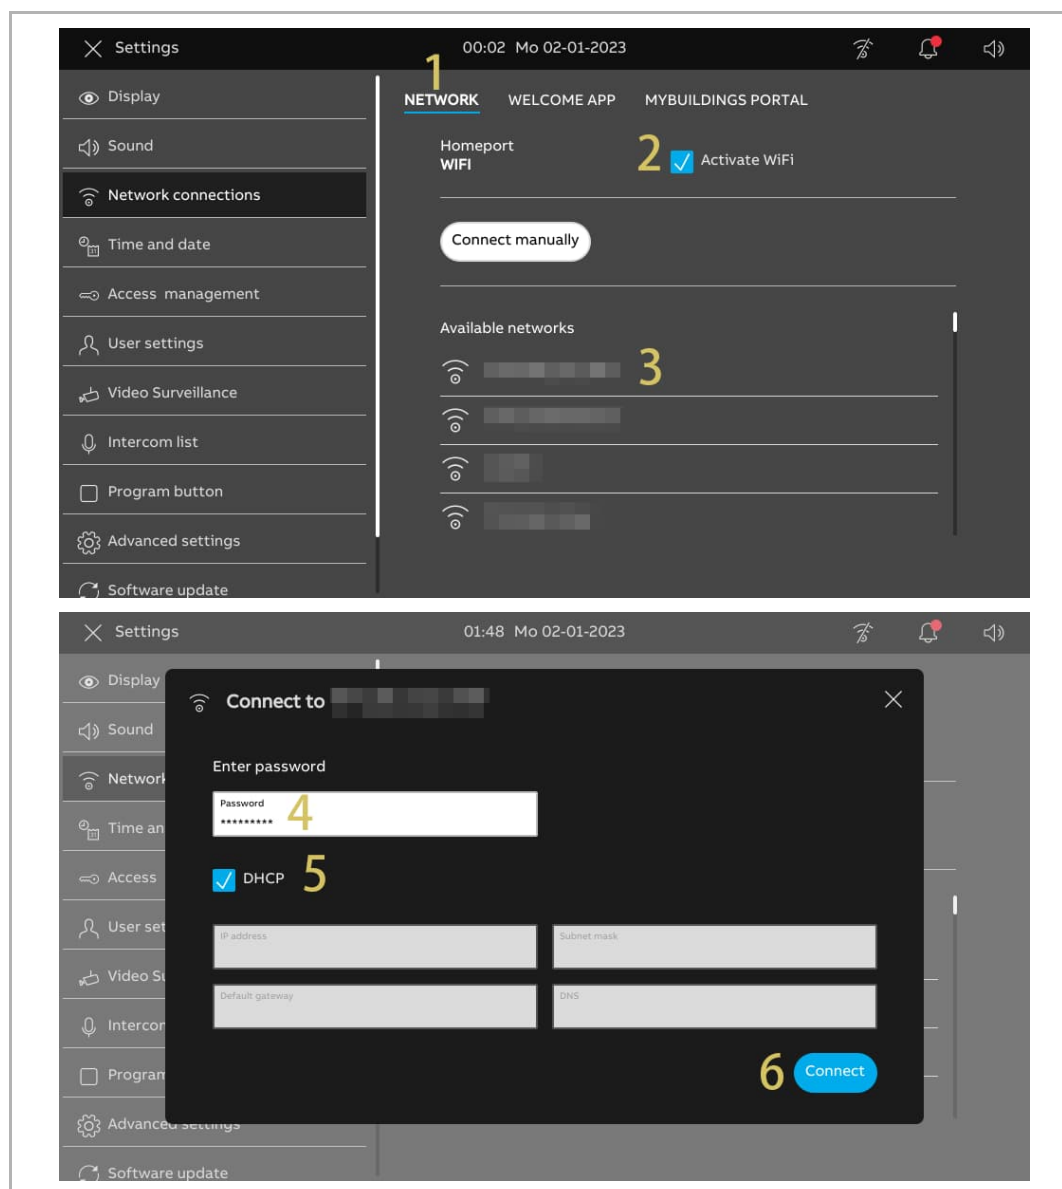 Settings
00:02 Mo 02-01-2023
1
Display
NETWORK WELCOME APP MYBUILDINGS PORTAL
Sound
Homeport
WIFI
2
Activate WiFi
Network connections
Time and date
Connect manually
Access management
User settings
Available networks
3
Video Surveillance
Intercom list
Program button
Advanced settings
Software update
Settings
01:48 Mo 02-01-2023
Display
Connect to
Sound
Enter password
Network
Password
*********
4
Time an
DHCP
5
Access
User set
IP address
Subnet mask
Video Su
Default gateway
DNS
Intercor
6
Connect
Program
Advanced settings
Software update